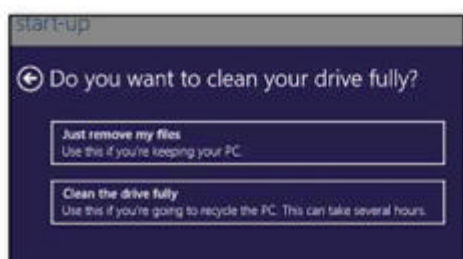 start-up
Do you want to clean your drive fully?
Just remove my files
Use this if you're keeping your PC.
Clean the drive fully
Use this if you're going to recycle the PC. This can take several hours.